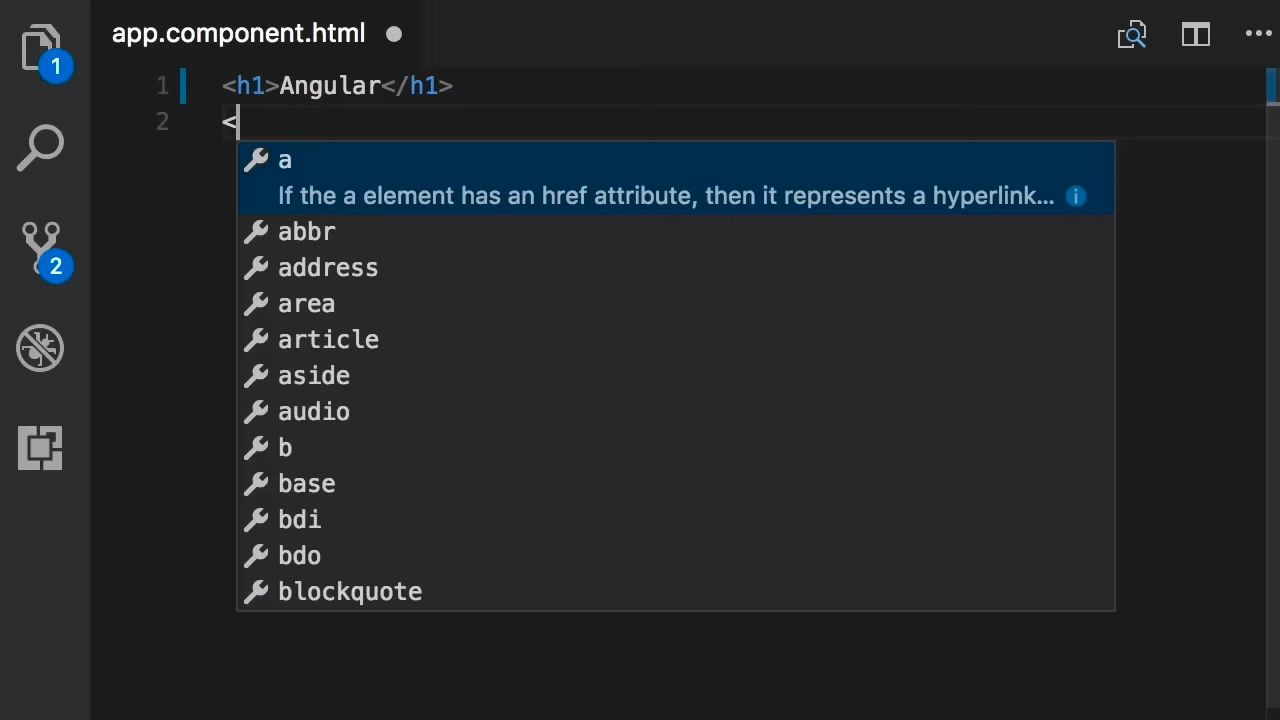 app.component.html
1
1 <h1>Angular</h1>
2 <
a
If the a element has an href attribute, then it represents a hyperlink...
abbr
2
address
area
article
aside
audio
b
base
bdi
bdo
blockquote